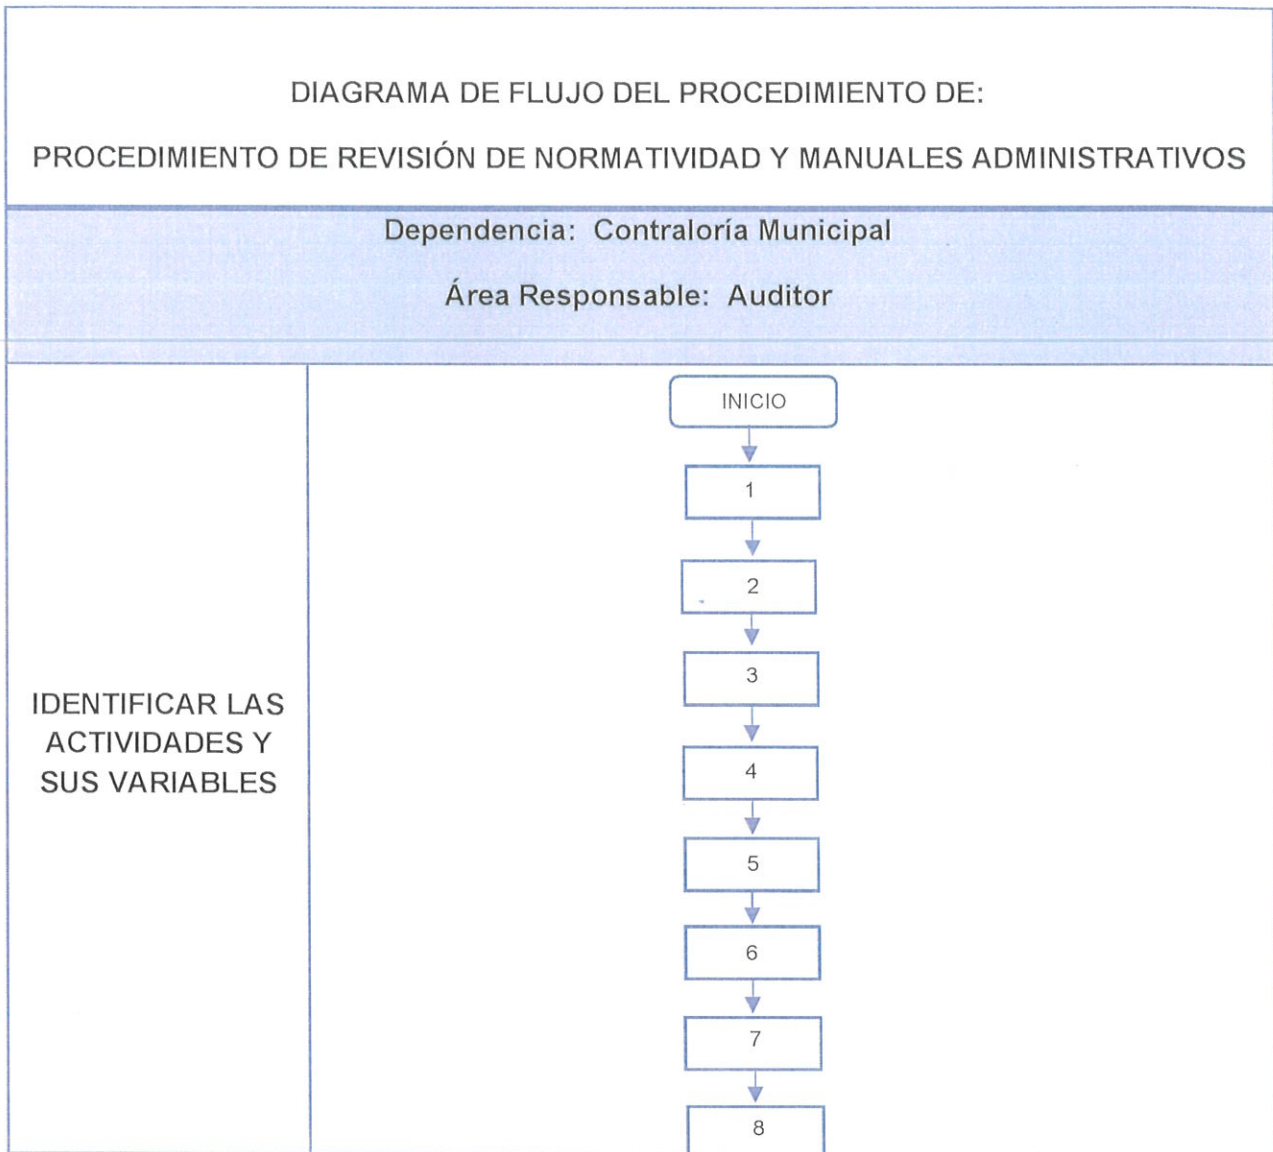 DIAGRAMA DE FLUJO DEL PROCEDIMIENTO DE:
PROCEDIMIENTO DE REVISIÓN DE NORMATIVIDAD Y MANUALES ADMINISTRATIVOS
Dependencia: Contraloría Municipal
Área Responsable: Auditor
IDENTIFICAR LAS
ACTIVIDADES Y
SUS VARIABLES
INICIO
1
2
3
4
5
6
7
8